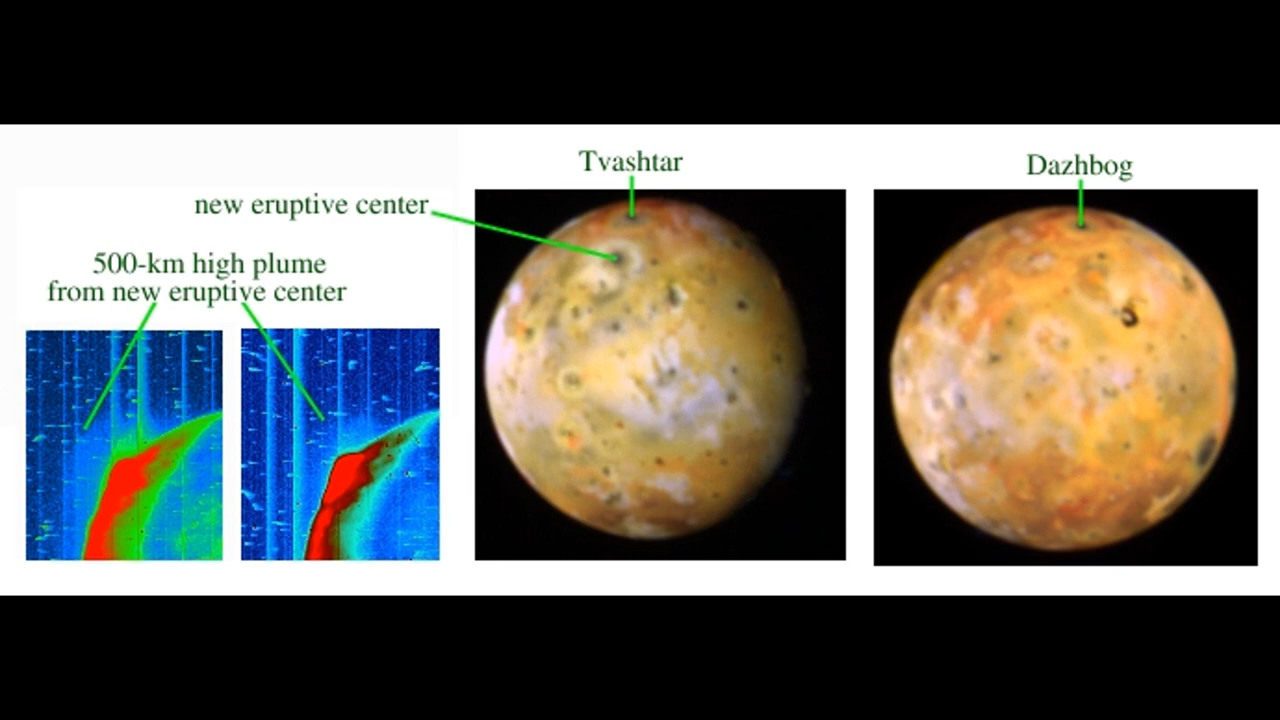 Tvashtar
Dazhbog
new eruptive center
500-km high plume
from new eruptive center